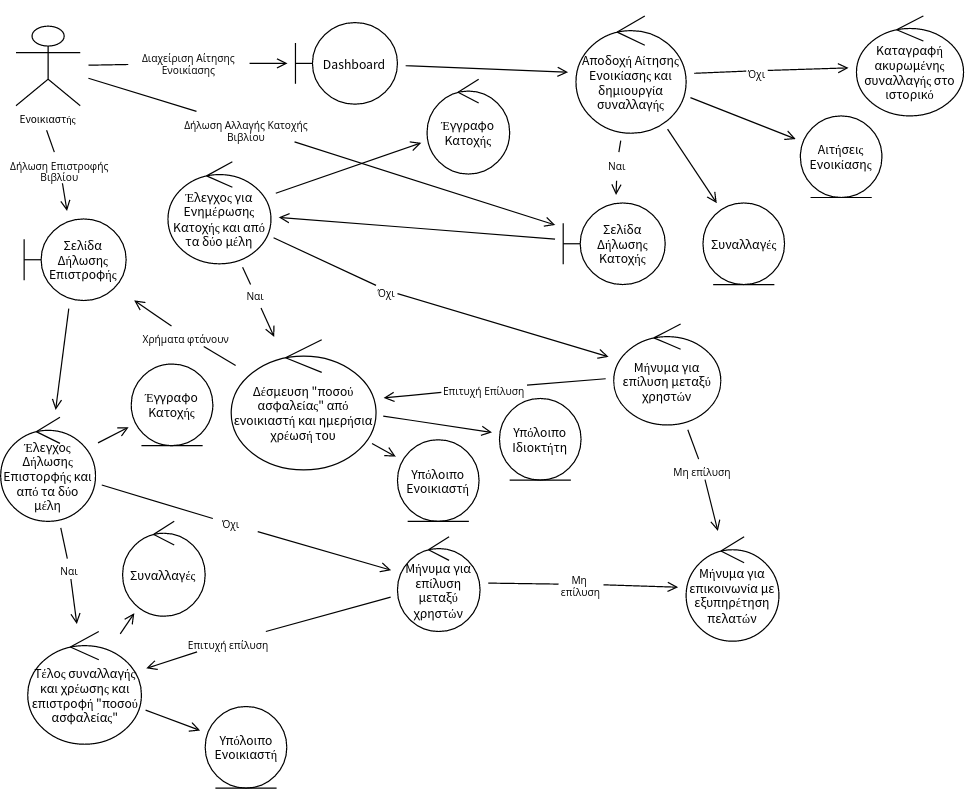 Ενοικιαστής
Διαχείριση Αίτησης
Ενοικίασης
Dashboard
Αποδοχή Αίτησης
Ενοικίασης και
δημιουργία
συναλλαγής
Όχι
Καταγραφή
ακυρωμένης
συναλλαγής στο
ιστορικό
Δήλωση Αλλαγής Κατοχής
Βιβλίου
Έγγραφο
Κατοχής
Αιτήσεις
Ενοικίασης
Δήλωση Επιστροφής
Βιβλίου
Ναι
Έλεγχος για
Ενημέρωσης
Κατοχής και από
τα δύο μέλη
Σελίδα
Δήλωσης
Κατοχής
Συναλλαγές
Σελίδα
Δήλωσης
Επιστροφής
Ναι
Όχι
Χρήματα φτάνουν
Μήνυμα για
επίλυση μεταξύ
χρηστών
Επιτυχή Επίλυση
Δέσμευση "ποσού
ασφαλείας" από
ενοικιαστή και ημερήσια
χρέωσή του
Έγγραφο
Κατοχής
Υπόλοιπο
Ιδιοκτήτη
Υπόλοιπο
Ενοικιαστή
Μη επίλυση
Έλεγχος
Δήλωσης
Επιστορφής και
από τα δύο
μέλη
Όχι
Ναι
Συναλλαγές
Μήνυμα για
επίλυση
μεταξύ
χρηστών
Μη
επίλυση
Μήνυμα για
επικοινωνία με
εξυπηρέτηση
πελατών
Επιτυχή επίλυση
Τέλος συναλλαγής
και χρέωσης και
επιστροφή "ποσού
ασφαλείας"
Υπόλοιπο
Ενοικιαστή